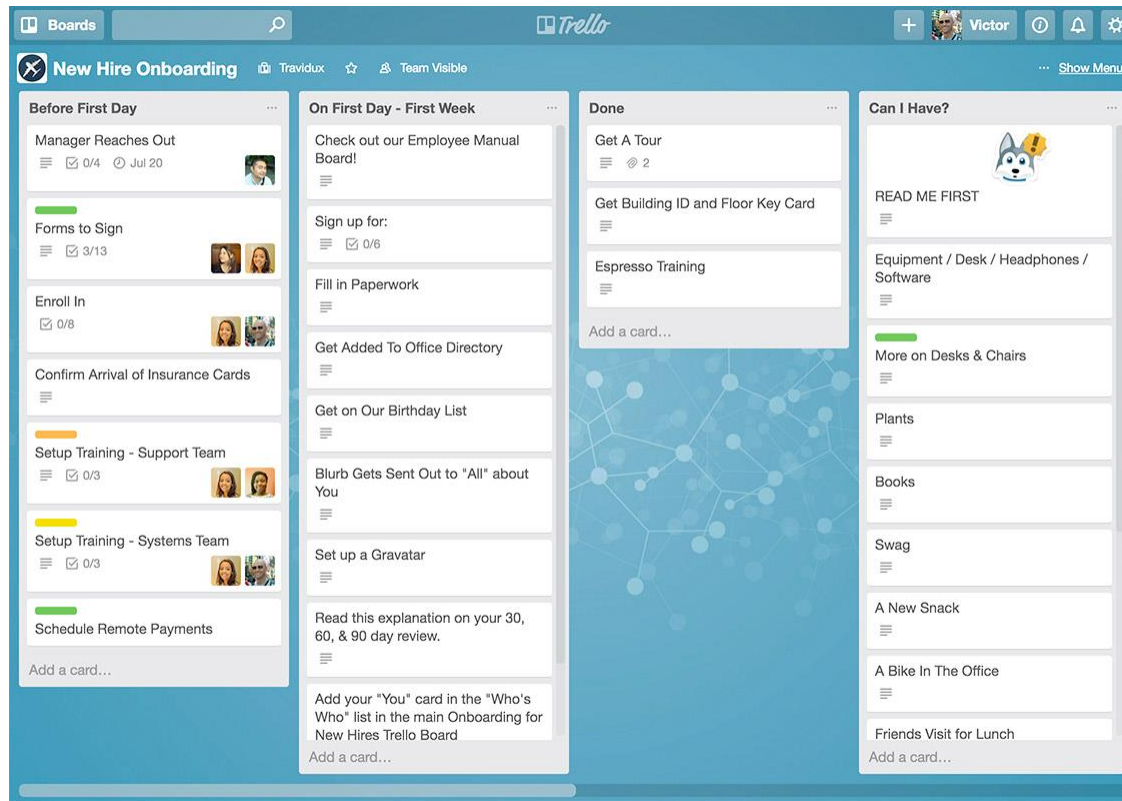 Boards
Trello
+
Victor
New Hire Onboarding
Travidux
Team Visible
... Show Menu
Before First Day
...
Manager Reaches Out
0/4
Jul 20
Forms to Sign
3/13
Enroll In
0/8
Confirm Arrival of Insurance Cards
Setup Training - Support Team
0/3
Setup Training - Systems Team
0/3
Schedule Remote Payments
Add a card...
On First Day - First Week
...
Check out our Employee Manual
Board!
Sign up for:
0/6
Fill in Paperwork
Get Added To Office Directory
Get on Our Birthday List
Blurb Gets Sent Out to "All" about
You
Set up a Gravatar
Read this explanation on your 30,
60, & 90 day review.
Add your "You" card in the "Who's
Who" list in the main Onboarding for
New Hires Trello Board
Add a card...
Done
...
Get A Tour
2
Get Building ID and Floor Key Card
Espresso Training
Add a card...
Can I Have?
...
!
READ ME FIRST
Equipment / Desk / Headphones /
Software
More on Desks & Chairs
Plants
Books
Swag
A New Snack
A Bike In The Office
Friends Visit for Lunch
Add a card...